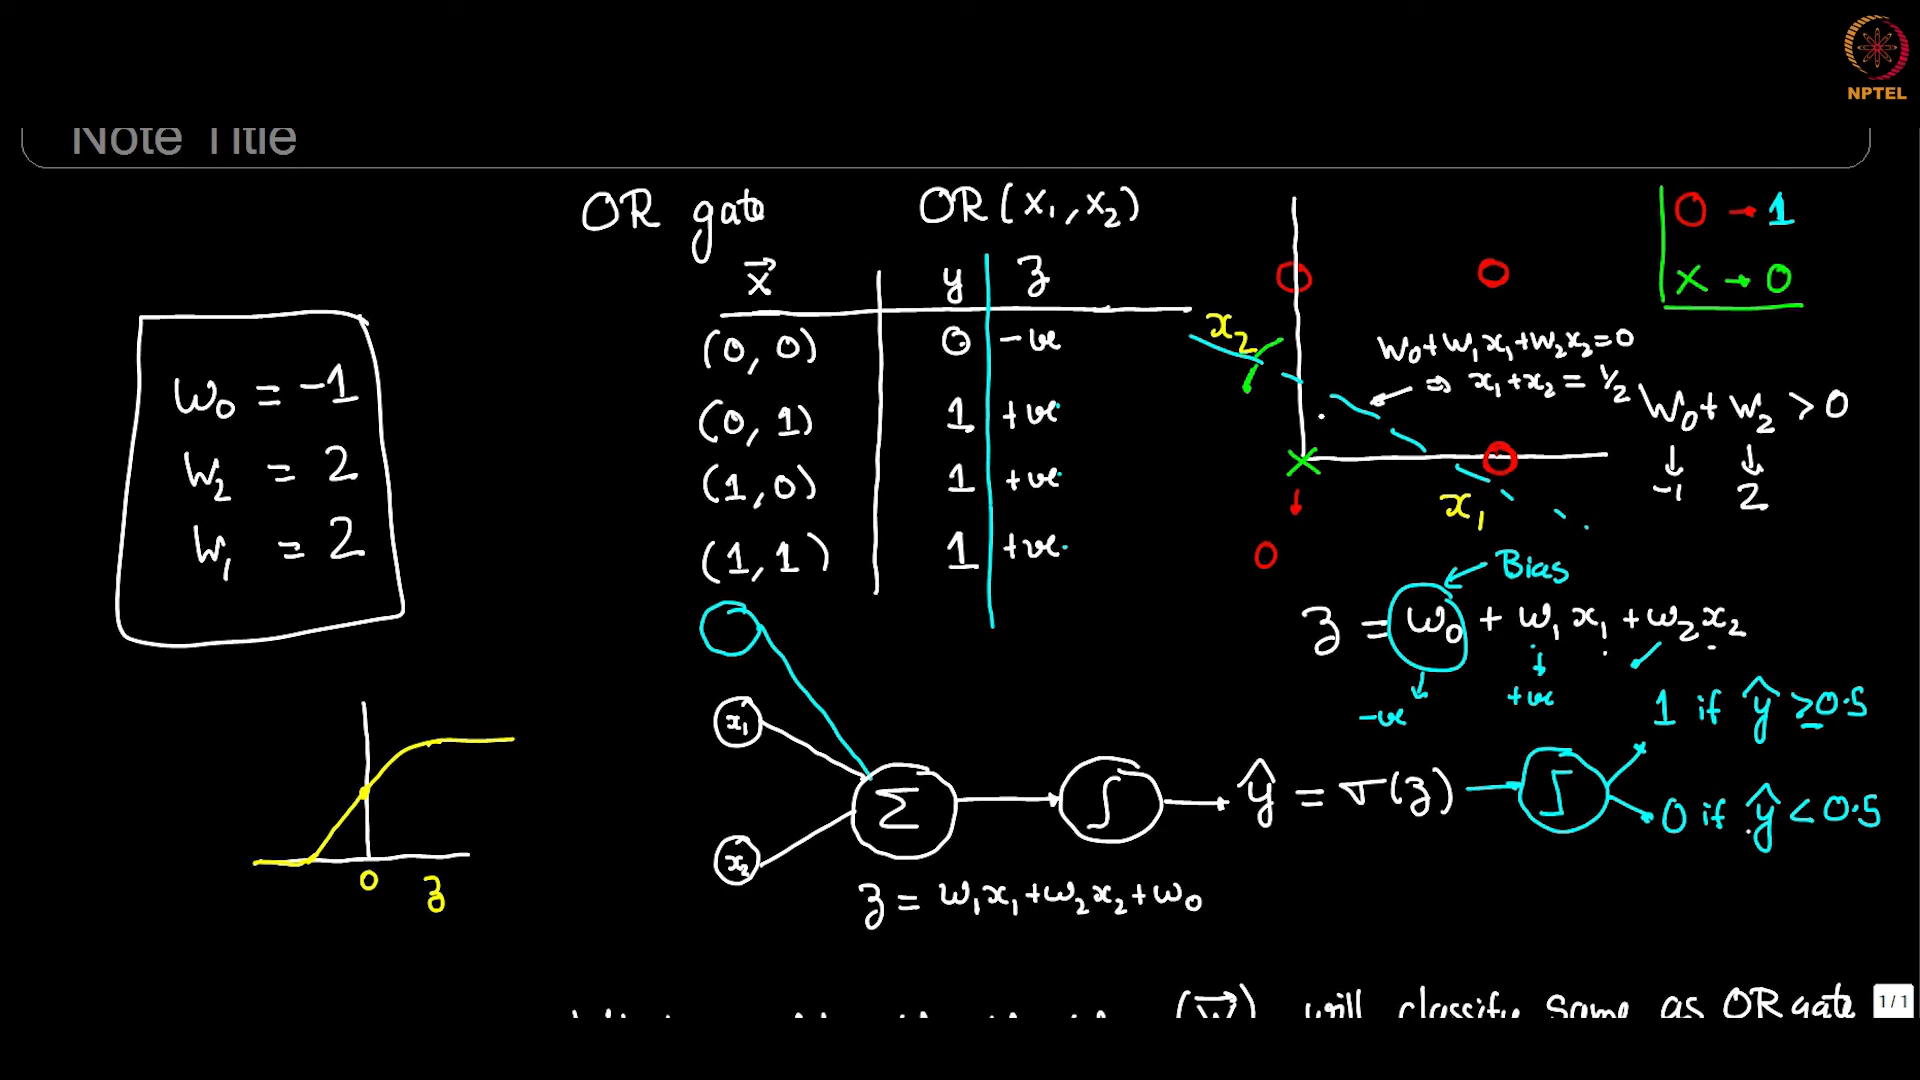 NPTEL
Note Title
OR gate
OR(x₁, x₂)
x⃗ y z
(0, 0) 0 -ve
(0, 1) 1 +ve
(1, 0) 1 +ve
(1, 1) 1 +ve
w₀ = -1
w₂ = 2
w₁ = 2
0 z
O → 1
X → 0
x₂
w₀+w₁x₁+w₂x₂=0
⇒ x₁+x₂ = 1/2
w₀+w₂ > 0
↓ ↓
-1 2
x₁
0
Bias
z = w₀ + w₁x₁ + w₂x₂
-ve +ve
x₁
x₂
Σ ∫ → ŷ = σ(z)
1 if ŷ ≥ 0.5
0 if ŷ < 0.5
z = w₁x₁+w₂x₂+w₀
(w⃗) will classify same as OR gate
1/1